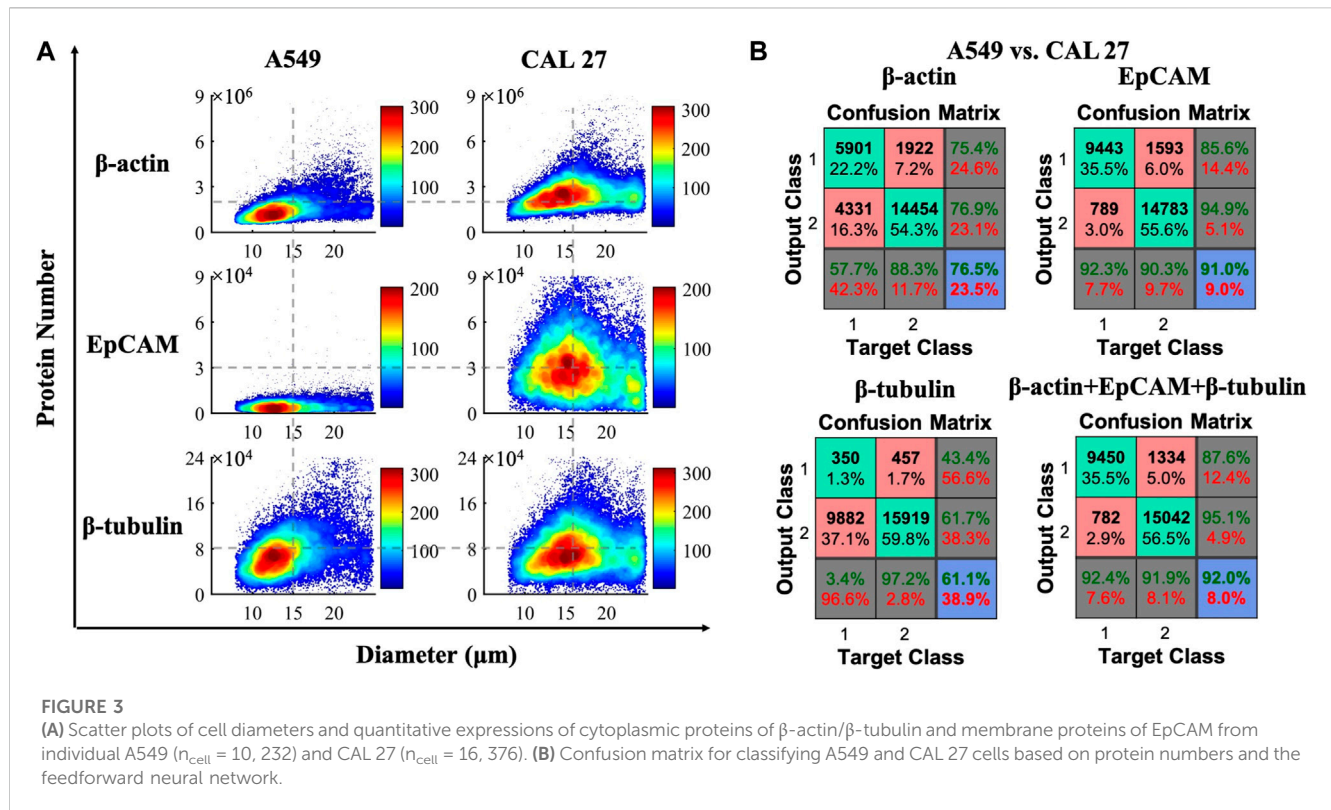 A
A549
CAL 27
×10⁶
×10⁶
9
6
3
0
10
15
20
300
200
100
9
6
3
0
10
15
20
300
200
100
β-actin
×10⁴
×10⁴
9
6
3
0
10
15
20
200
100
9
6
3
0
10
15
20
200
100
EpCAM
×10⁴
×10⁴
24
16
8
0
10
15
20
300
200
100
24
16
8
0
10
15
20
300
200
100
β-tubulin
Protein Number
Diameter (μm)
B
A549 vs. CAL 27
β-actin
Confusion Matrix
5901 1922 75.4%
22.2% 7.2% 24.6%
4331 14454 76.9%
16.3% 54.3% 23.1%
57.7% 88.3% 76.5%
42.3% 11.7% 23.5%
1
2
Output Class
1 2
Target Class
EpCAM
Confusion Matrix
9443 1593 85.6%
35.5% 6.0% 14.4%
789 14783 94.9%
3.0% 55.6% 5.1%
92.3% 90.3% 91.0%
7.7% 9.7% 9.0%
1
2
Output Class
1 2
Target Class
β-tubulin
Confusion Matrix
350 457 43.4%
1.3% 1.7% 56.6%
9882 15919 61.7%
37.1% 59.8% 38.3%
3.4% 97.2% 61.1%
96.6% 2.8% 38.9%
1
2
Output Class
1 2
Target Class
β-actin+EpCAM+β-tubulin
Confusion Matrix
9450 1334 87.6%
35.5% 5.0% 12.4%
782 15042 95.1%
2.9% 56.5% 4.9%
92.4% 91.9% 92.0%
7.6% 8.1% 8.0%
1
2
Output Class
1 2
Target Class
FIGURE 3
(A) Scatter plots of cell diameters and quantitative expressions of cytoplasmic proteins of β-actin/β-tubulin and membrane proteins of EpCAM from
individual A549 (ncell = 10, 232) and CAL 27 (ncell = 16, 376). (B) Confusion matrix for classifying A549 and CAL 27 cells based on protein numbers and the
feedforward neural network.